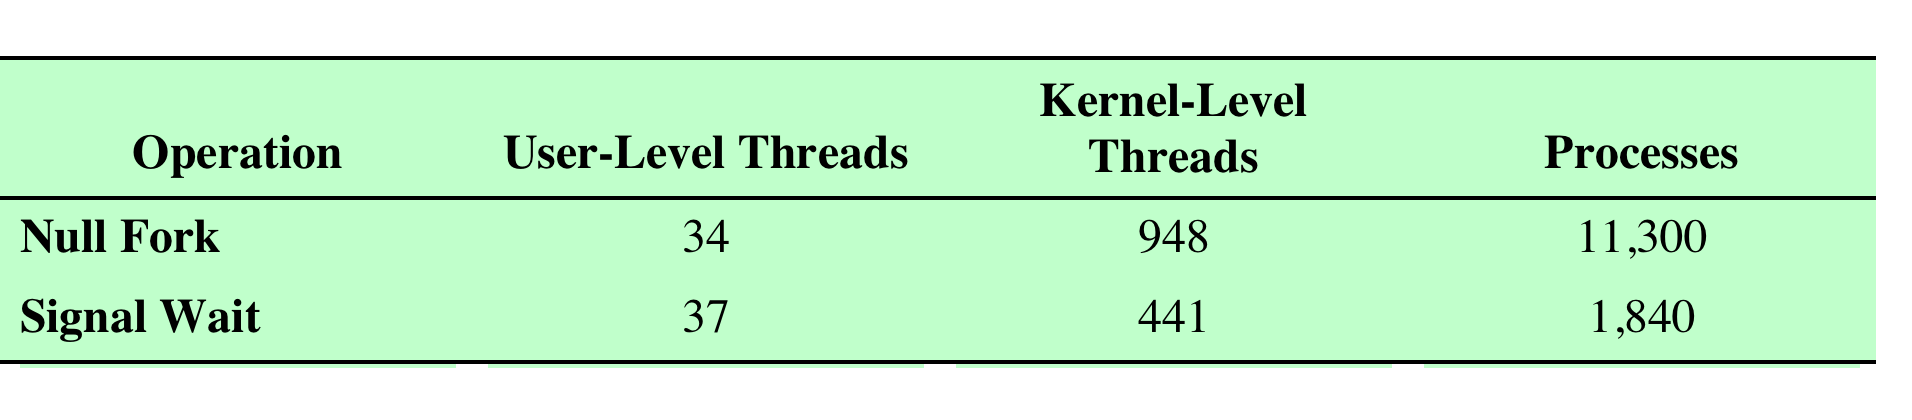 Operation User-Level Threads Kernel-Level Threads Processes
Null Fork 34 948 11,300
Signal Wait 37 441 1,840